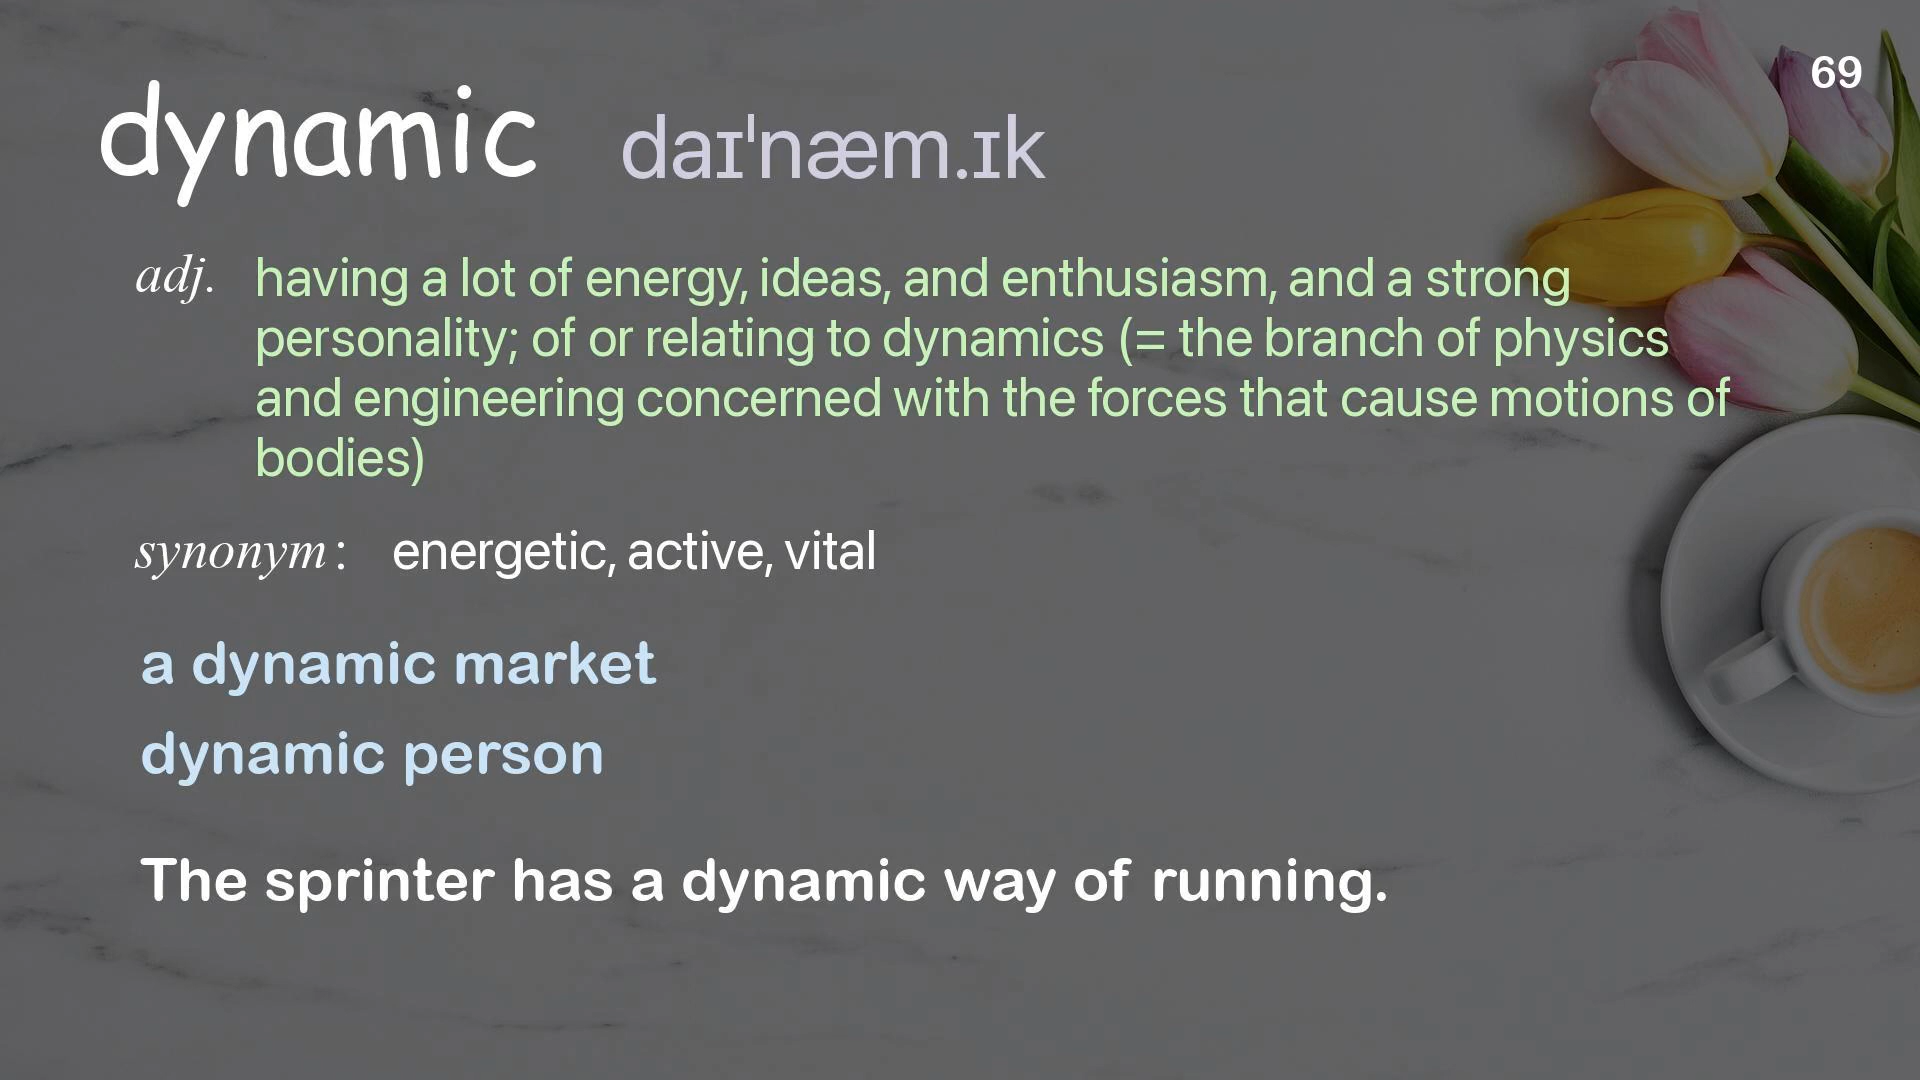 69
dynamic daɪˈnæm.ɪk
adj. having a lot of energy, ideas, and enthusiasm, and a strong
personality; of or relating to dynamics (= the branch of physics
and engineering concerned with the forces that cause motions of
bodies)
synonym: energetic, active, vital
a dynamic market
dynamic person
The sprinter has a dynamic way of running.